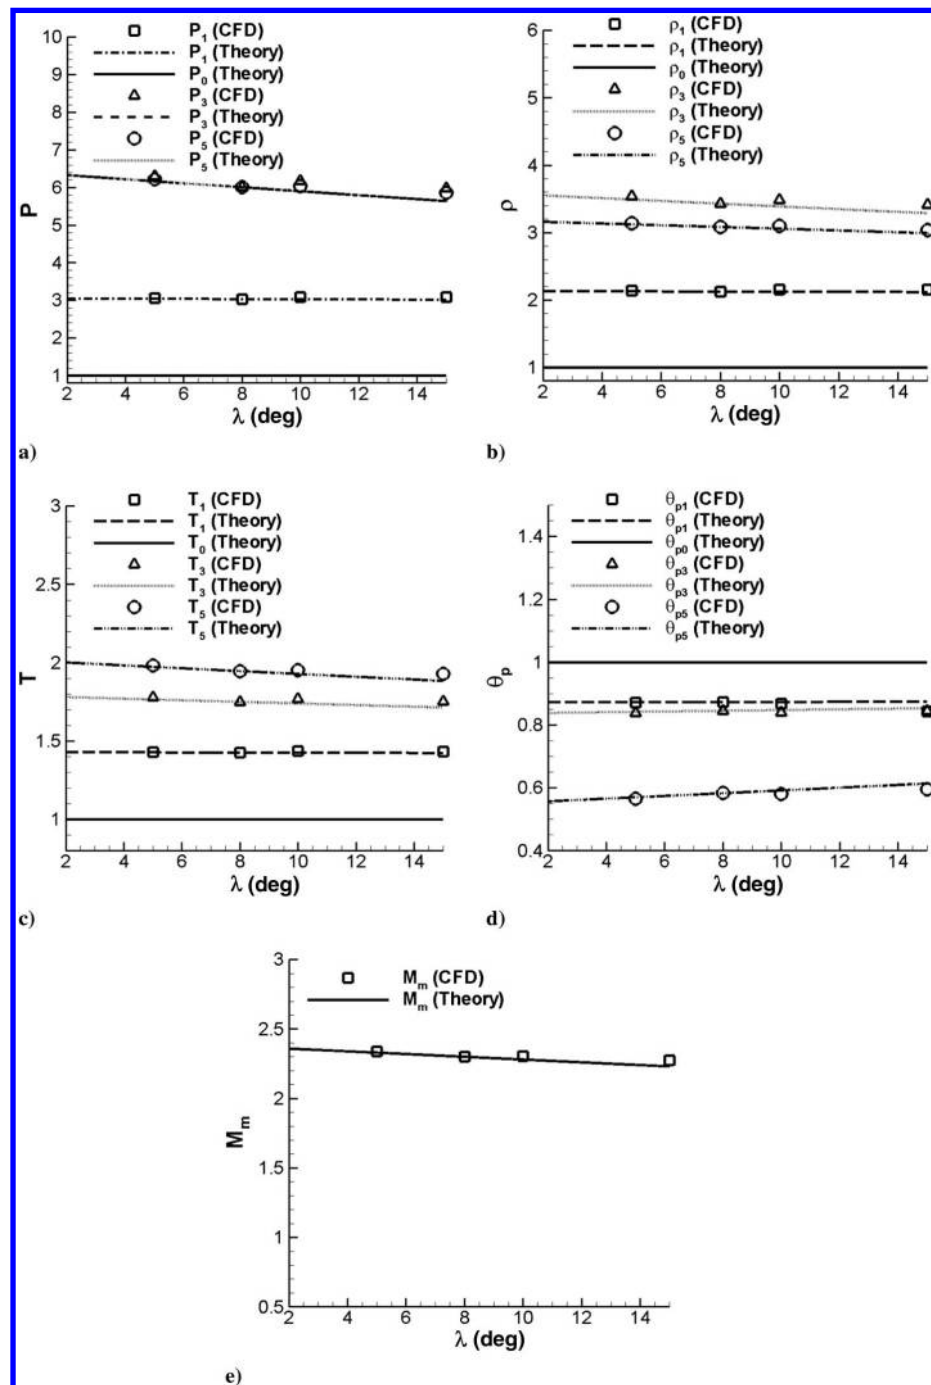 10
9
8
7
6
5
4
3
2
1
P
P1 (CFD)
P1 (Theory)
P0 (Theory)
P3 (CFD)
P3 (Theory)
P5 (CFD)
P5 (Theory)
2 4 6 8 10 12 14
λ (deg)
a)
6
5
4
3
2
1
ρ
ρ1 (CFD)
ρ1 (Theory)
ρ0 (Theory)
ρ3 (CFD)
ρ3 (Theory)
ρ5 (CFD)
ρ5 (Theory)
2 4 6 8 10 12 14
λ (deg)
b)
3
2.5
2
1.5
1
T
T1 (CFD)
T1 (Theory)
T0 (Theory)
T3 (CFD)
T3 (Theory)
T5 (CFD)
T5 (Theory)
2 4 6 8 10 12 14
λ (deg)
c)
1.4
1.2
1
0.8
0.6
0.4
θp
θp1 (CFD)
θp1 (Theory)
θp0 (Theory)
θp3 (CFD)
θp3 (Theory)
θp5 (CFD)
θp5 (Theory)
2 4 6 8 10 12 14
λ (deg)
d)
3
2.5
2
1.5
1
0.5
Mm
Mm (CFD)
Mm (Theory)
2 4 6 8 10 12 14
λ (deg)
e)